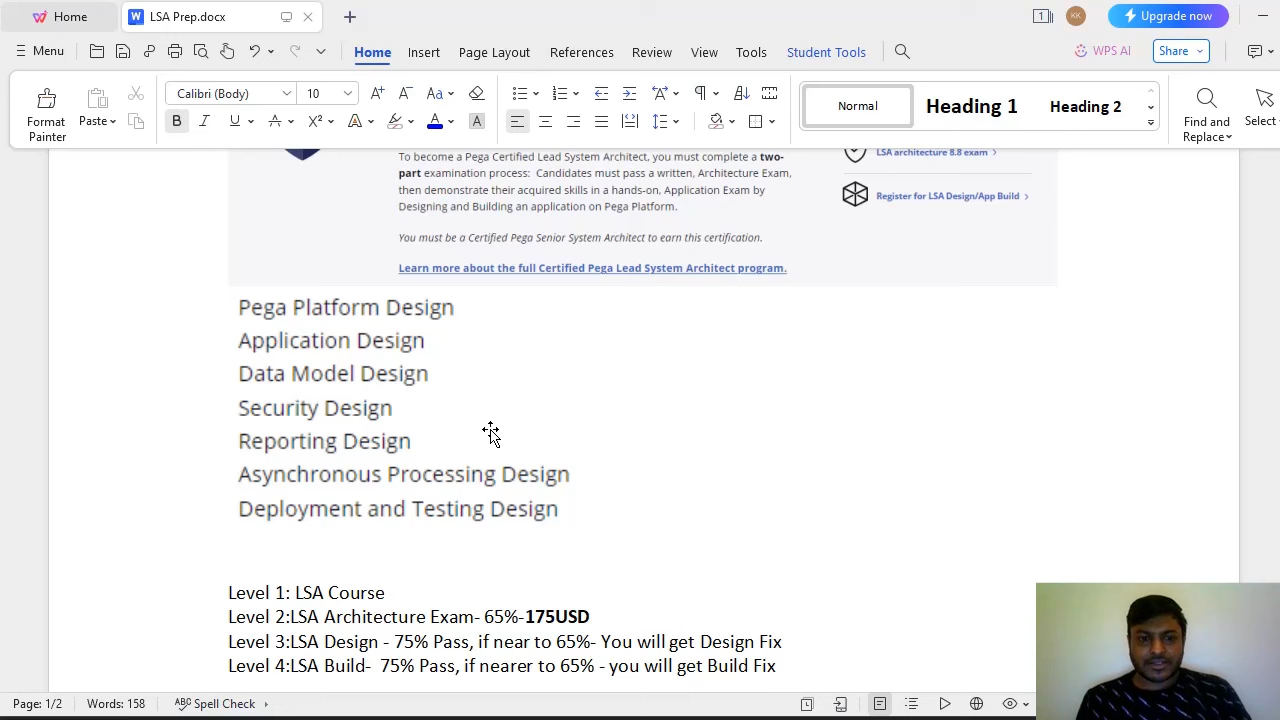 Home
LSA Prep.docx
KK
Upgrade now
Menu
Home
Insert
Page Layout
References
Review
View
Tools
Student Tools
WPS AI
Share
Format Painter
Paste
Calibri (Body)
10
Normal
Heading 1
Heading 2
Find and Replace
Select
To become a Pega Certified Lead System Architect, you must complete a two-
part examination process: Candidates must pass a written, Architecture Exam,
then demonstrate their acquired skills in a hands-on, Application Exam by
Designing and Building an application on Pega Platform.
You must be a Certified Pega Senior System Architect to earn this certification.
Learn more about the full Certified Pega Lead System Architect program.
LSA architecture 8.8 exam
Register for LSA Design/App Build
Pega Platform Design
Application Design
Data Model Design
Security Design
Reporting Design
Asynchronous Processing Design
Deployment and Testing Design
Level 1: LSA Course
Level 2:LSA Architecture Exam- 65%-175USD
Level 3:LSA Design - 75% Pass, if near to 65%- You will get Design Fix
Level 4:LSA Build- 75% Pass, if nearer to 65% - you will get Build Fix
Page: 1/2
Words: 158
Spell Check